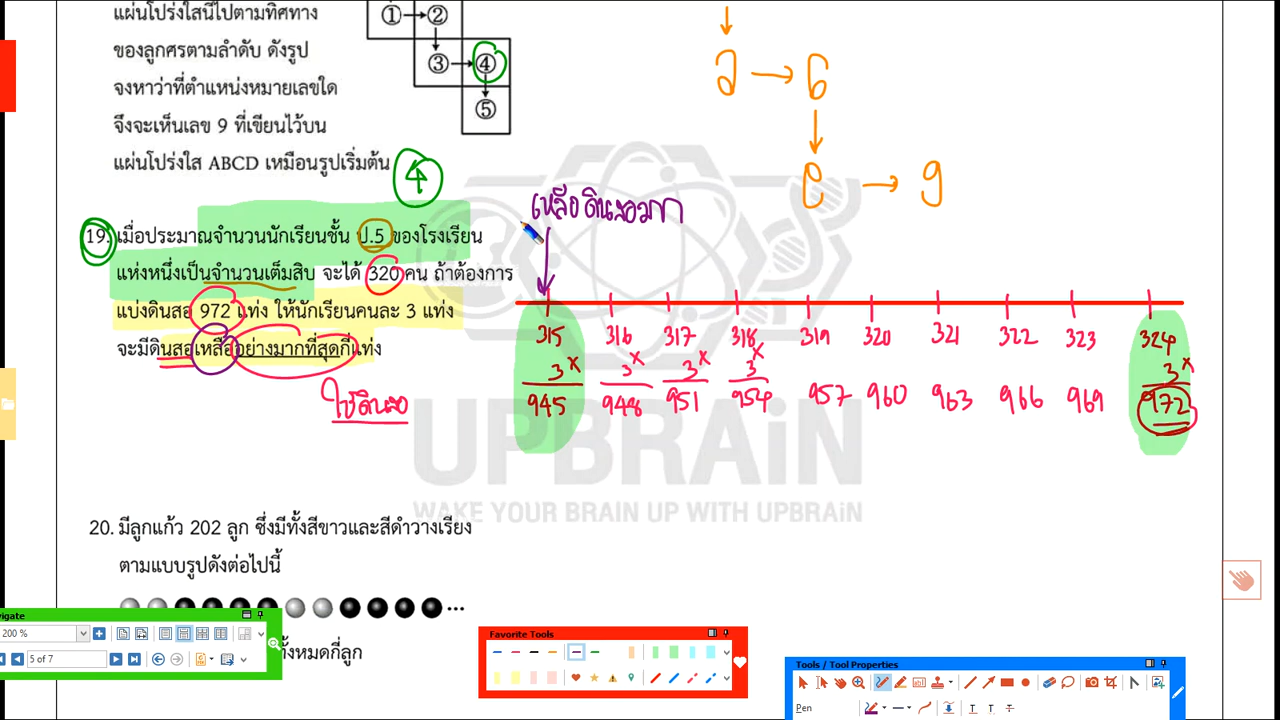 แผ่นโปร่งใสนี้ไปตามทิศทาง
ของลูกศรตามลำดับ ดังรูป
จงหาว่าที่ตำแหน่งหมายเลขใด
จึงจะเห็นเลข 9 ที่เขียนไว้บน
แผ่นโปร่งใส ABCD เหมือนรูปเริ่มต้น
① → ②
③ → ④
⑤
4
19. เมื่อประมาณจำนวนนักเรียนชั้น ป.5 ของโรงเรียน
แห่งหนึ่งเป็นจำนวนเต็มสิบ จะได้ 320 คน ถ้าต้องการ
แบ่งดินสอ 972 แท่ง ให้นักเรียนคนละ 3 แท่ง
จะมีดินสอเหลืออย่างมากที่สุดกี่แท่ง
ใช้ดินสอ
เหลือดินสอมาก
315 316 317 318 319 320 321 322 323 324
3× 3× 3× 3× 3×
945 948 951 954 957 960 963 966 969 972
UPBRAiN
WAKE YOUR BRAIN UP WITH UPBRAiN
20. มีลูกแก้ว 202 ลูก ซึ่งมีทั้งสีขาวและสีดำวางเรียง
ตามแบบรูปดังต่อไปนี้
...
ทั้งหมดกี่ลูก
200 %
5 of 7
Favorite Tools
Tools / Tool Properties
Pen